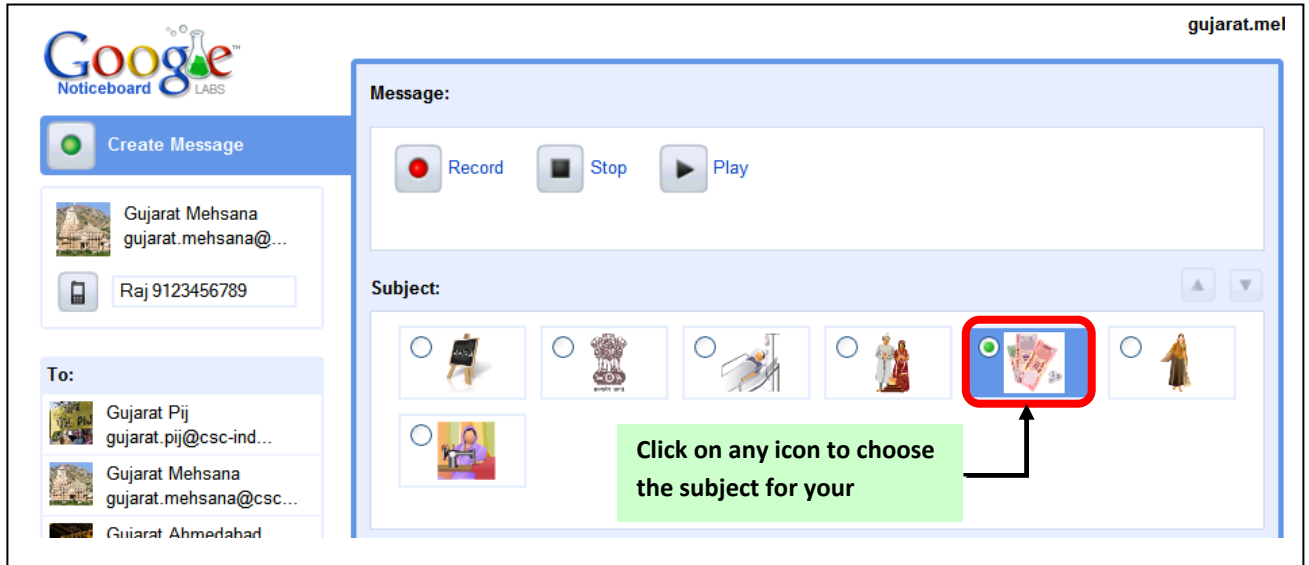 gujarat.mel
Google™
Noticeboard LABS
Create Message
Gujarat Mehsana
gujarat.mehsana@...
Raj 9123456789
To:
Gujarat Pij
gujarat.pij@csc-ind...
Gujarat Mehsana
gujarat.mehsana@csc...
Gujarat Ahmedabad
Message:
Record Stop Play
Subject:
Click on any icon to choose
the subject for your